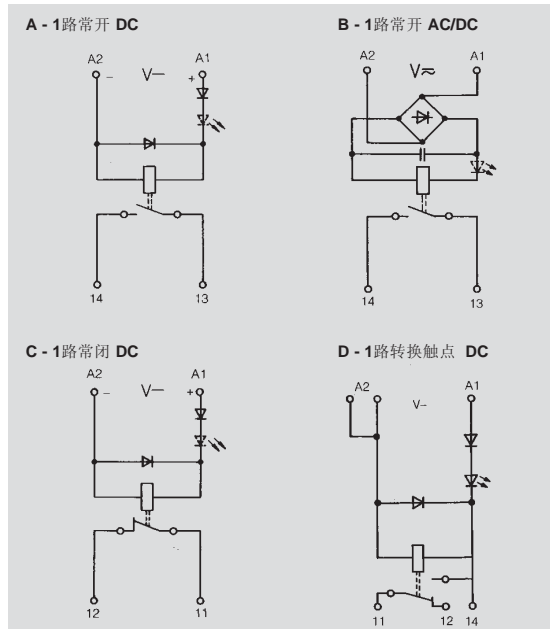 A - 1路常开 DC
A2 A1
– V⎓ +
14 13
B - 1路常开 AC/DC
A2 A1
V≂
14 13
C - 1路常闭 DC
A2 A1
– V⎓ +
12 11
D - 1路转换触点 DC
A2 A1
V–
11 12 14